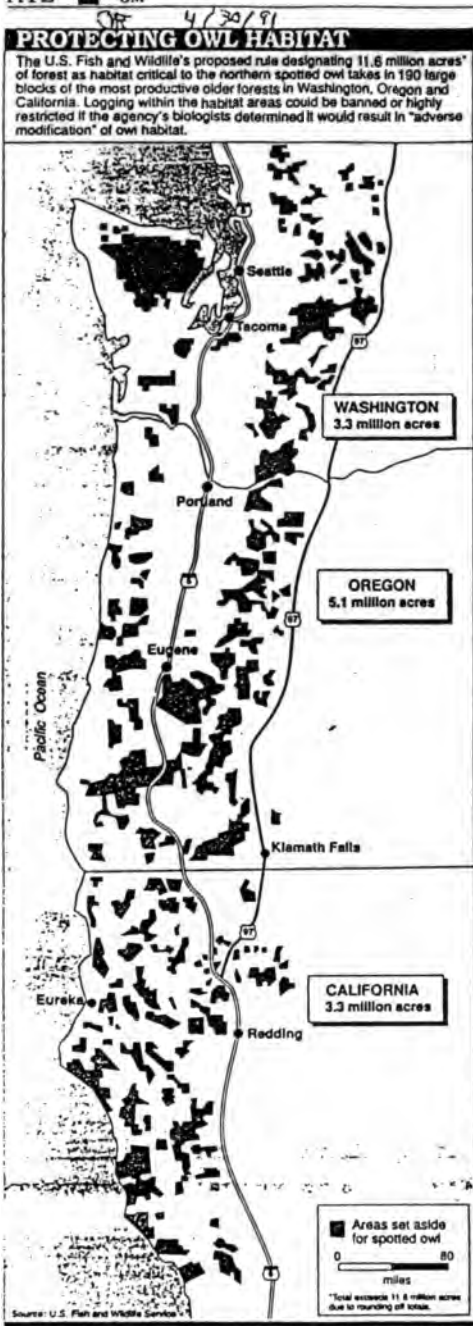 4/30/91
PROTECTING OWL HABITAT
The U.S. Fish and Wildlife's proposed rule designating 11.6 million acres*
of forest as habitat critical to the northern spotted owl takes in 190 large
blocks of the most productive older forests in Washington, Oregon and
California. Logging within the habitat areas could be banned or highly
restricted if the agency's biologists determined it would result in "adverse
modification" of owl habitat.
5
Seattle
Tacoma
97
WASHINGTON
3.3 million acres
Portland
OREGON
5.1 million acres
5
97
Eugene
Pacific Ocean
Klamath Falls
97
CALIFORNIA
3.3 million acres
Eureka
Redding
Areas set aside
for spotted owl
0 80
miles
5
*Total exceeds 11.6 million acres
due to rounding off totals.
Source: U.S. Fish and Wildlife Service